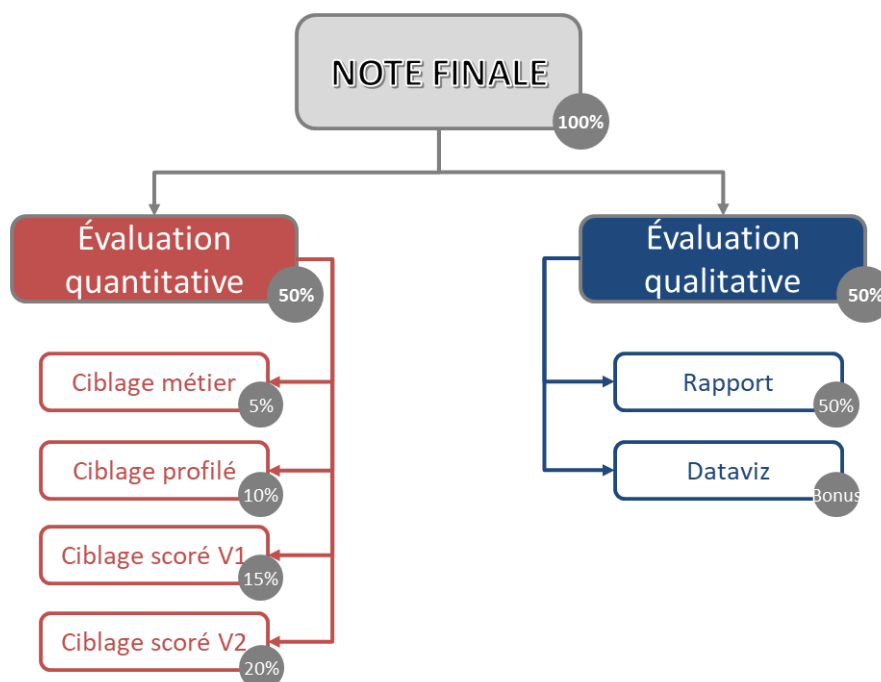 NOTE FINALE
100%
Évaluation
quantitative
50%
Ciblage métier
5%
Ciblage profilé
10%
Ciblage scoré V1
15%
Ciblage scoré V2
20%
Évaluation
qualitative
50%
Rapport
50%
Dataviz
Bonus